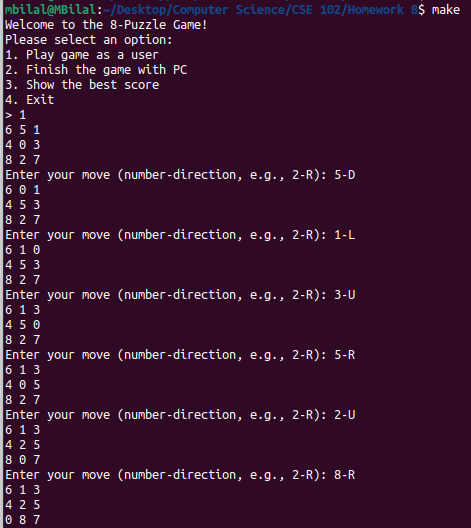 mbilal@MBilal:~/Desktop/Computer Science/CSE 102/Homework 8$ make
Welcome to the 8-Puzzle Game!
Please select an option:
1. Play game as a user
2. Finish the game with PC
3. Show the best score
4. Exit
> 1
6 5 1
4 0 3
8 2 7
Enter your move (number-direction, e.g., 2-R): 5-D
6 0 1
4 5 3
8 2 7
Enter your move (number-direction, e.g., 2-R): 1-L
6 1 0
4 5 3
8 2 7
Enter your move (number-direction, e.g., 2-R): 3-U
6 1 3
4 5 0
8 2 7
Enter your move (number-direction, e.g., 2-R): 5-R
6 1 3
4 0 5
8 2 7
Enter your move (number-direction, e.g., 2-R): 2-U
6 1 3
4 2 5
8 0 7
Enter your move (number-direction, e.g., 2-R): 8-R
6 1 3
4 2 5
0 8 7